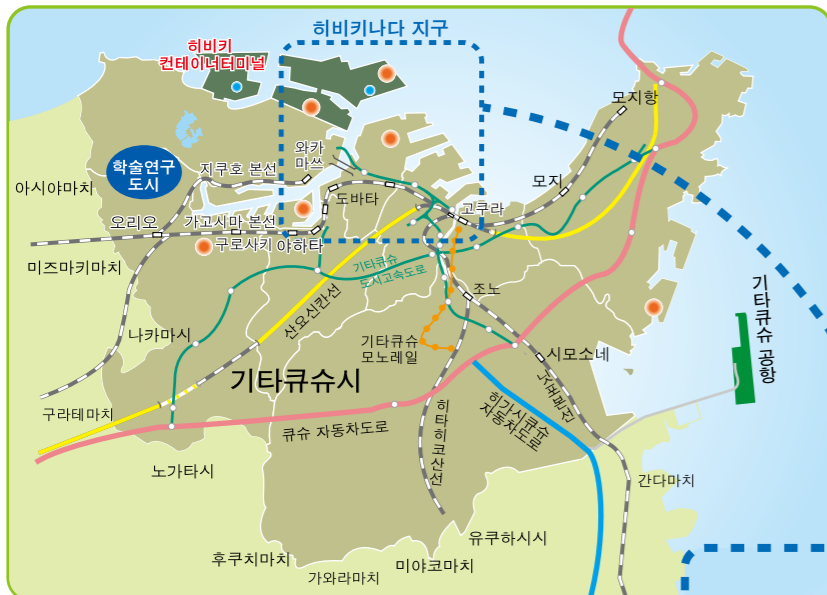 히비키나다 지구
히비키
컨테이너터미널
모지항
와카
마쓰
학술연구
도시
지쿠호 본선
아시야마치
도바타
모지
고쿠라
오리오
가고시마 본선
구로사키
야하타
미즈마키마치
기타큐슈
도시고속도로
산요신칸선
조노
기타큐슈 공항
나카마시
기타큐슈
모노레일
시모소네
기타큐슈시
닛포본선
구라테마치
히타히코산선
히가시큐슈
자동차도로
큐슈 자동차도로
노가타시
간다마치
유쿠하시시
후쿠치마치
미야코마치
가와라마치